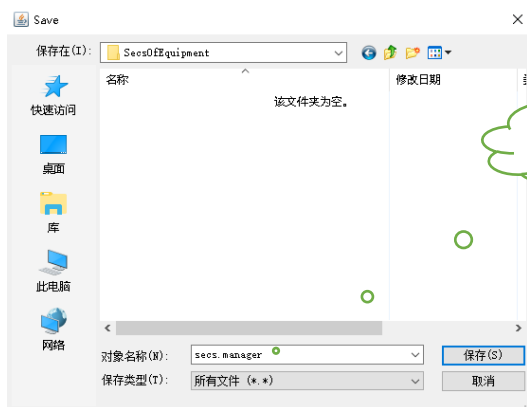 Save
保存在(I):
SecsOfEquipment
名称
修改日期
该文件夹为空。
快速访问
桌面
库
此电脑
网络
对象名称(N):
secs.manager
保存(S)
保存类型(T):
所有文件 (*.*)
取消